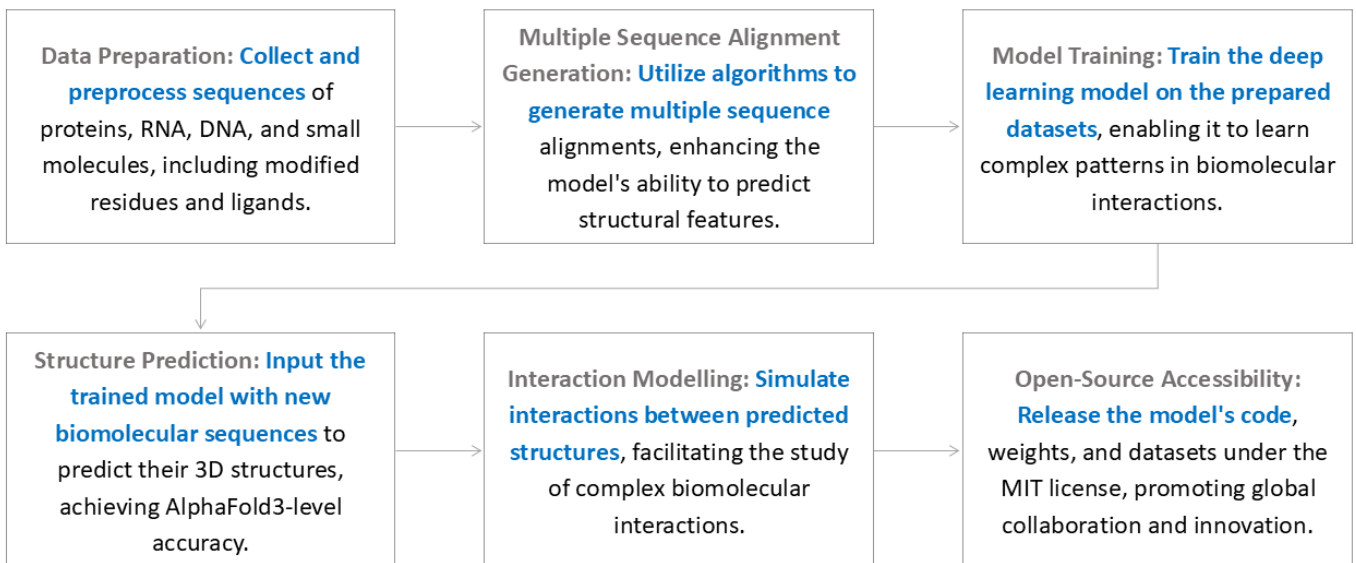 Data Preparation: Collect and
preprocess sequences of
proteins, RNA, DNA, and small
molecules, including modified
residues and ligands.
Multiple Sequence Alignment
Generation: Utilize algorithms to
generate multiple sequence
alignments, enhancing the
model's ability to predict
structural features.
Model Training: Train the deep
learning model on the prepared
datasets, enabling it to learn
complex patterns in biomolecular
interactions.
Structure Prediction: Input the
trained model with new
biomolecular sequences to
predict their 3D structures,
achieving AlphaFold3-level
accuracy.
Interaction Modelling: Simulate
interactions between predicted
structures, facilitating the study
of complex biomolecular
interactions.
Open-Source Accessibility:
Release the model's code,
weights, and datasets under the
MIT license, promoting global
collaboration and innovation.